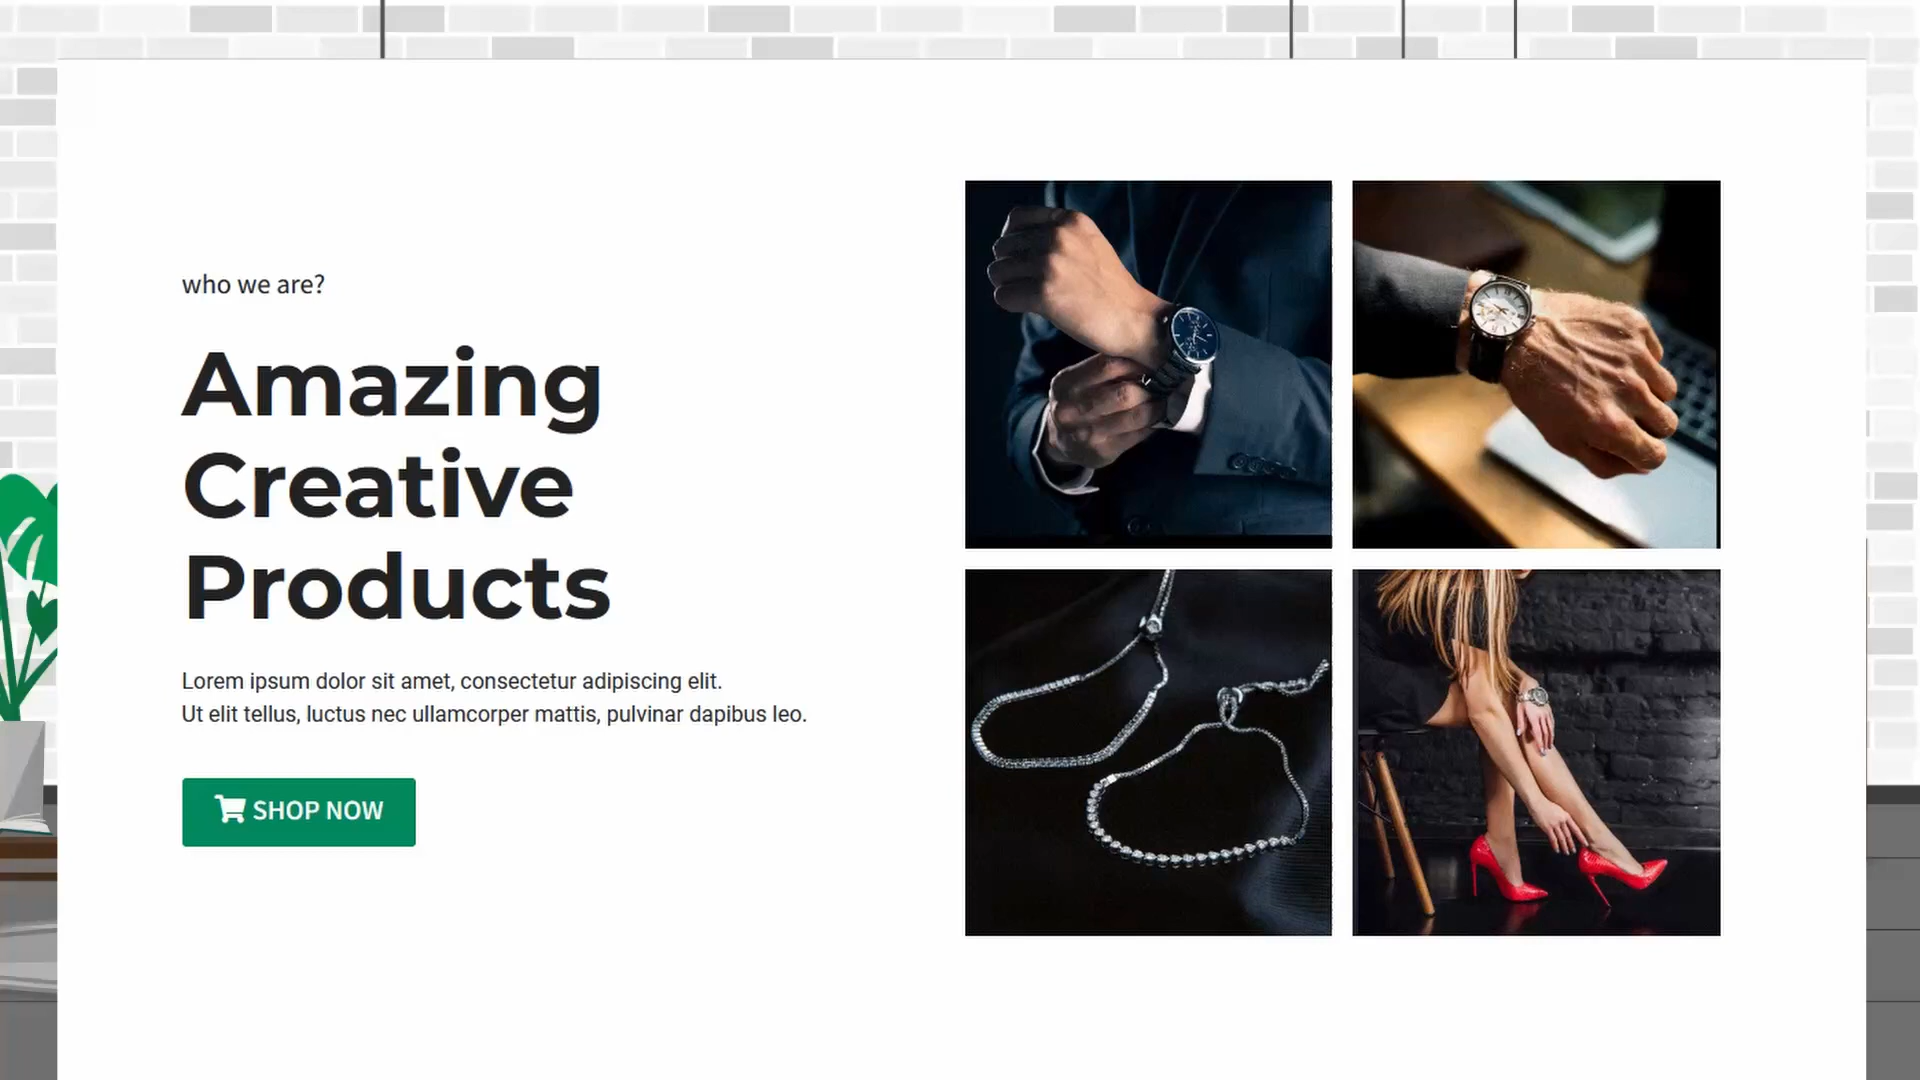 who we are?
Amazing
Creative
Products
Lorem ipsum dolor sit amet, consectetur adipiscing elit.
Ut elit tellus, luctus nec ullamcorper mattis, pulvinar dapibus leo.
SHOP NOW